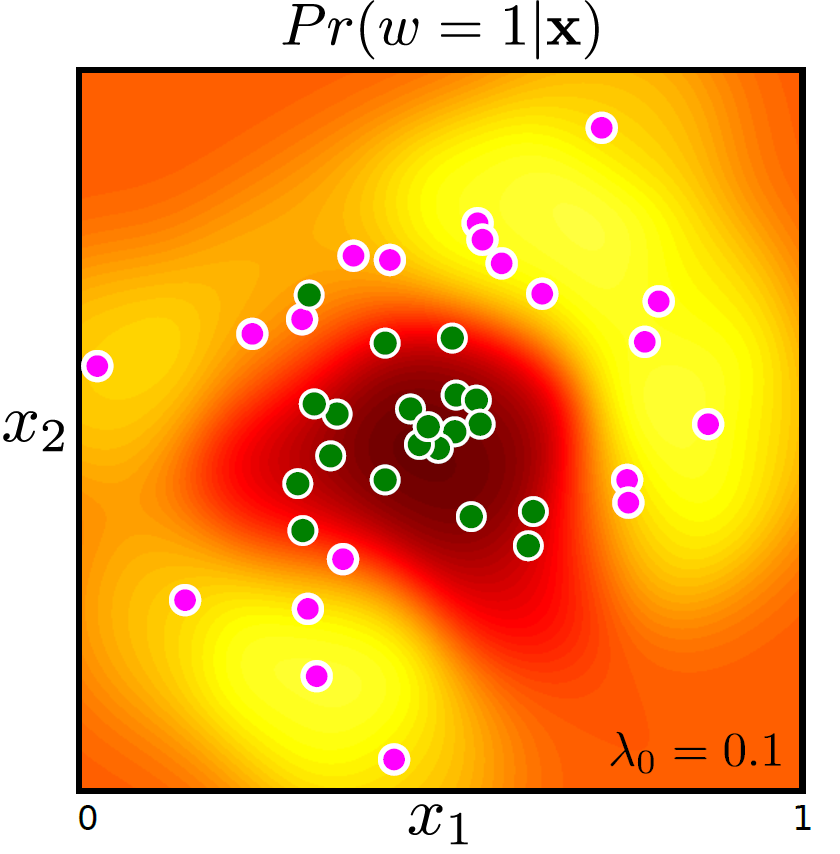 Pr(w = 1|x)
x₂
λ₀ = 0.1
0
x₁
1